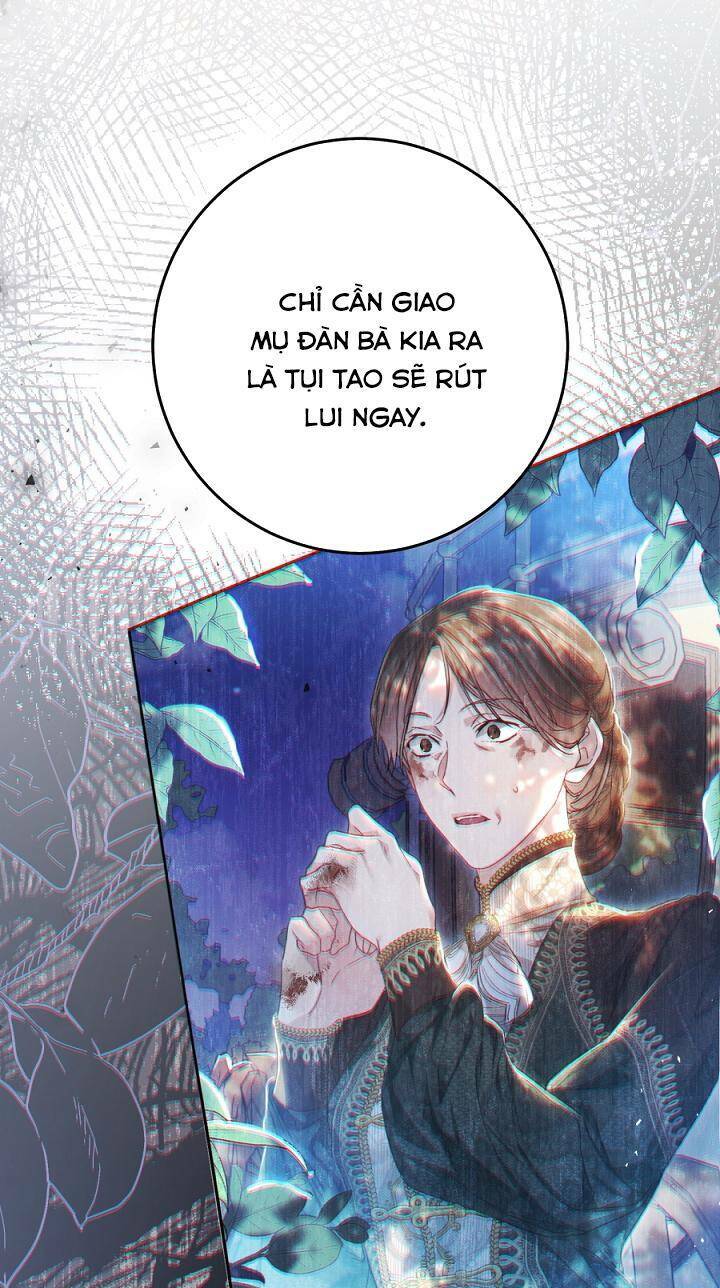 CHỈ CẦN GIAO
MỤ ĐÀN BÀ KIA RA
LÀ TỤI TAO SẼ RÚT
LUI NGAY.